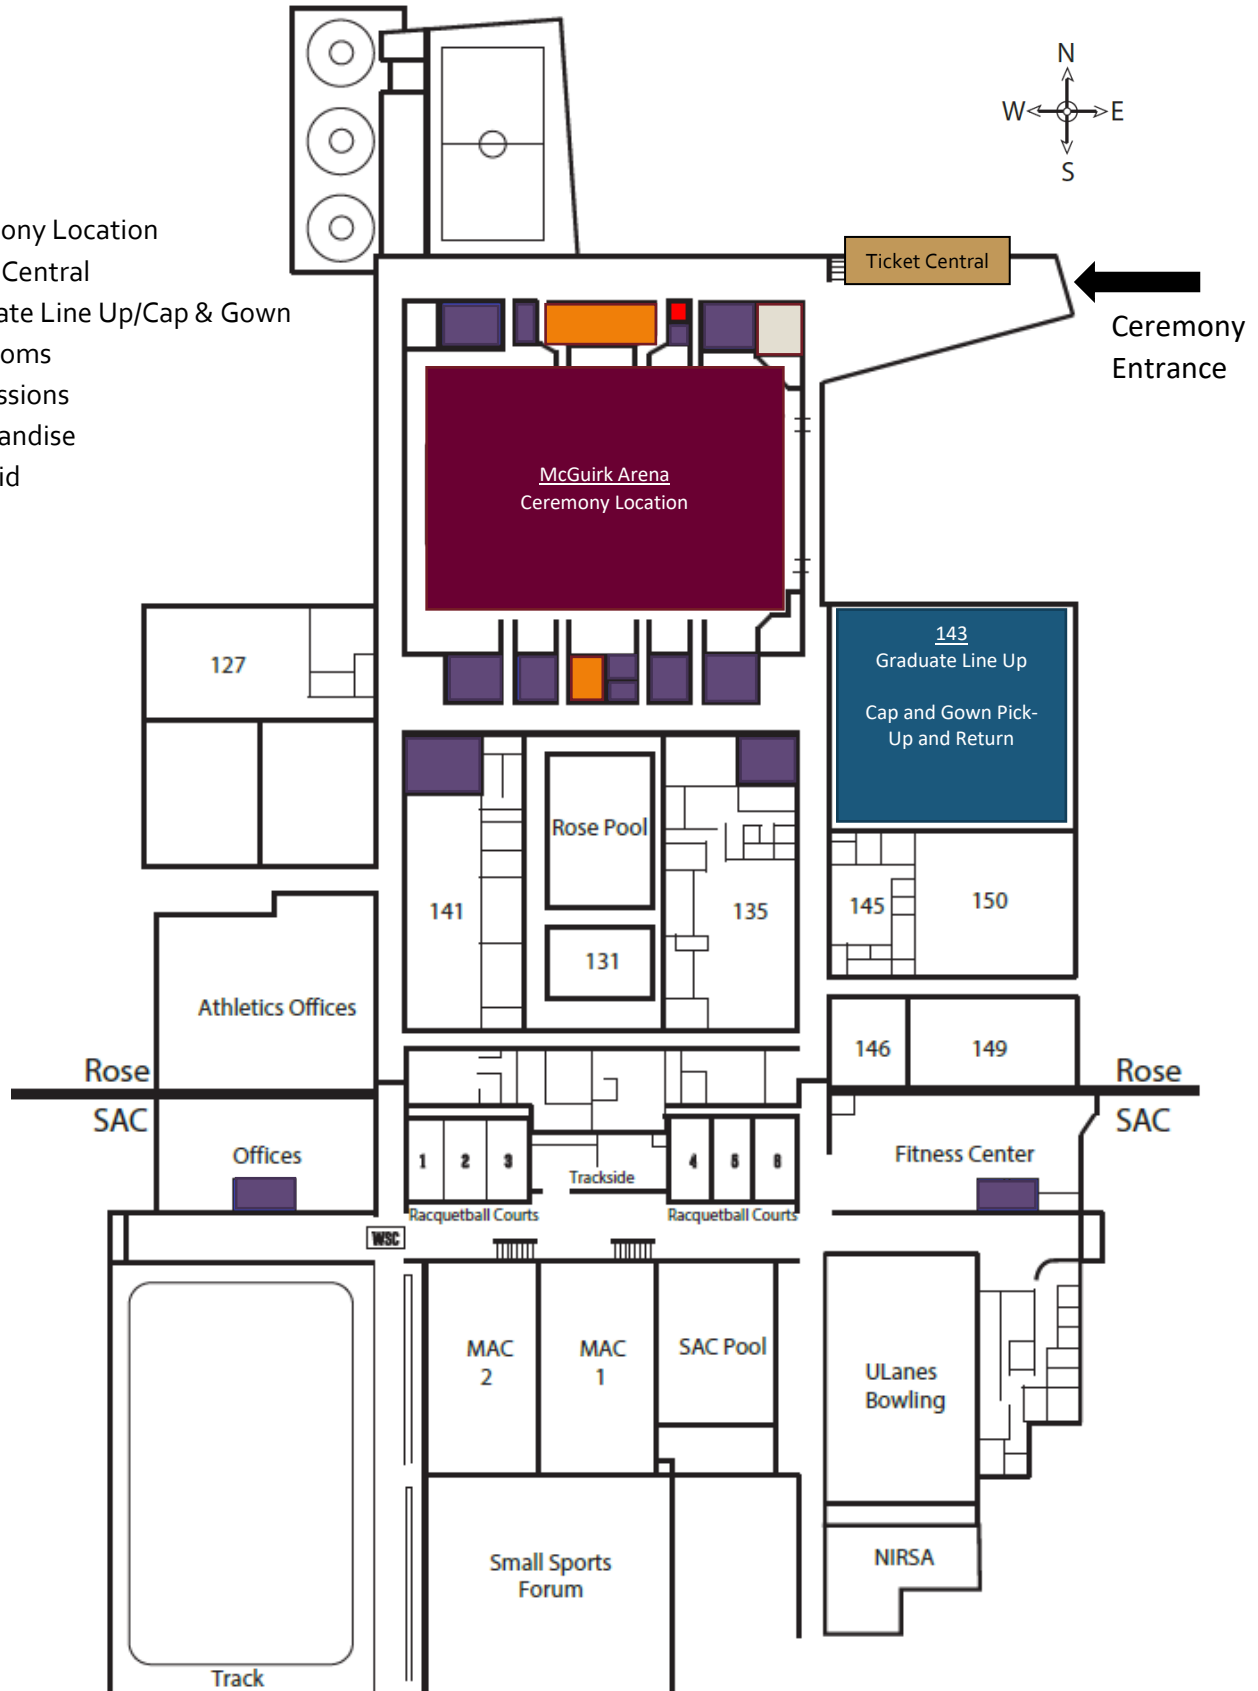 N
W E
S
ony Location
Central
ate Line Up/Cap & Gown
oms
ssions
andise
id
Ticket Central
Ceremony
Entrance
McGuirk Arena
Ceremony Location
127
143
Graduate Line Up
Cap and Gown Pick-
Up and Return
Rose Pool
141
135
131
145
150
Athletics Offices
146
149
Rose
Rose
SAC
SAC
Offices
Fitness Center
1 2 3
Trackside
4 5 6
Racquetball Courts
Racquetball Courts
WSC
MAC
2
MAC
1
SAC Pool
ULanes
Bowling
Small Sports
Forum
NIRSA
Track